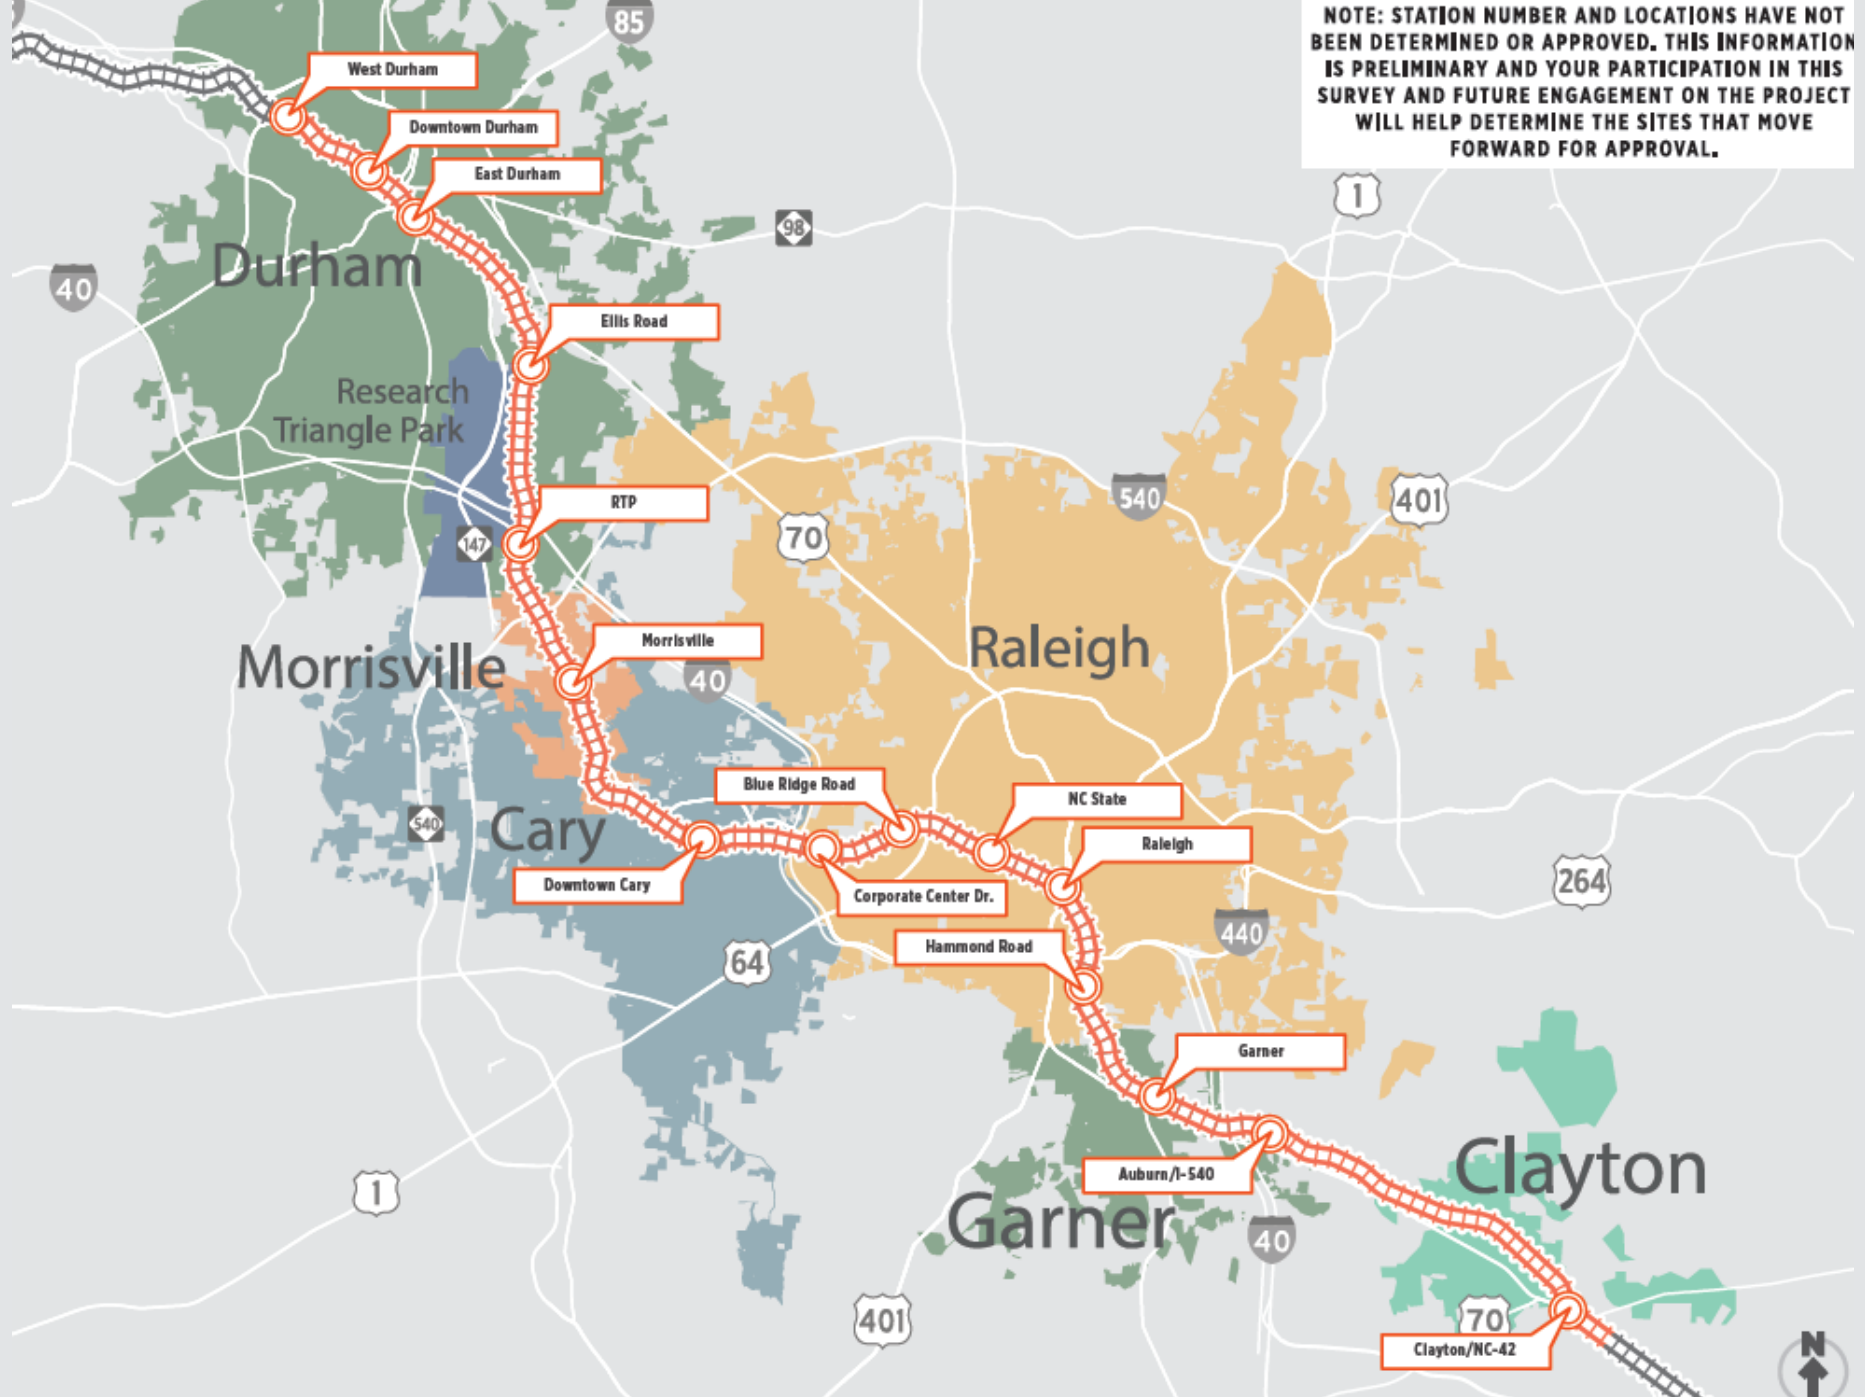 NOTE: STATION NUMBER AND LOCATIONS HAVE NOT
BEEN DETERMINED OR APPROVED. THIS INFORMATION
IS PRELIMINARY AND YOUR PARTICIPATION IN THIS
SURVEY AND FUTURE ENGAGEMENT ON THE PROJECT
WILL HELP DETERMINE THE SITES THAT MOVE
FORWARD FOR APPROVAL.
85
West Durham
Downtown Durham
East Durham
1
98
Durham
40
Ellis Road
Research
Triangle Park
RTP
540
401
70
147
Morrisville
Raleigh
Morrisville
40
Blue Ridge Road
NC State
540
Cary
Raleigh
Downtown Cary
Corporate Center Dr.
264
440
Hammond Road
64
Garner
Clayton
Auburn/I-540
1
Garner
40
401
70
Clayton/NC-42
N